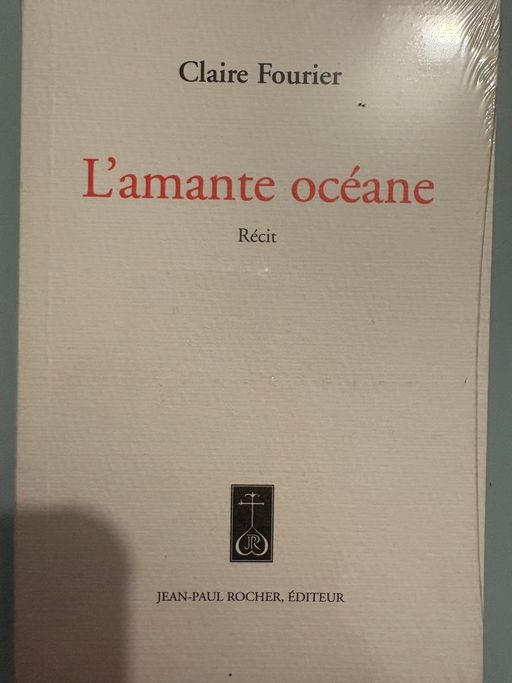 Claire Fourier
L'amante océane
Récit
JPR
JEAN-PAUL ROCHER, ÉDITEUR